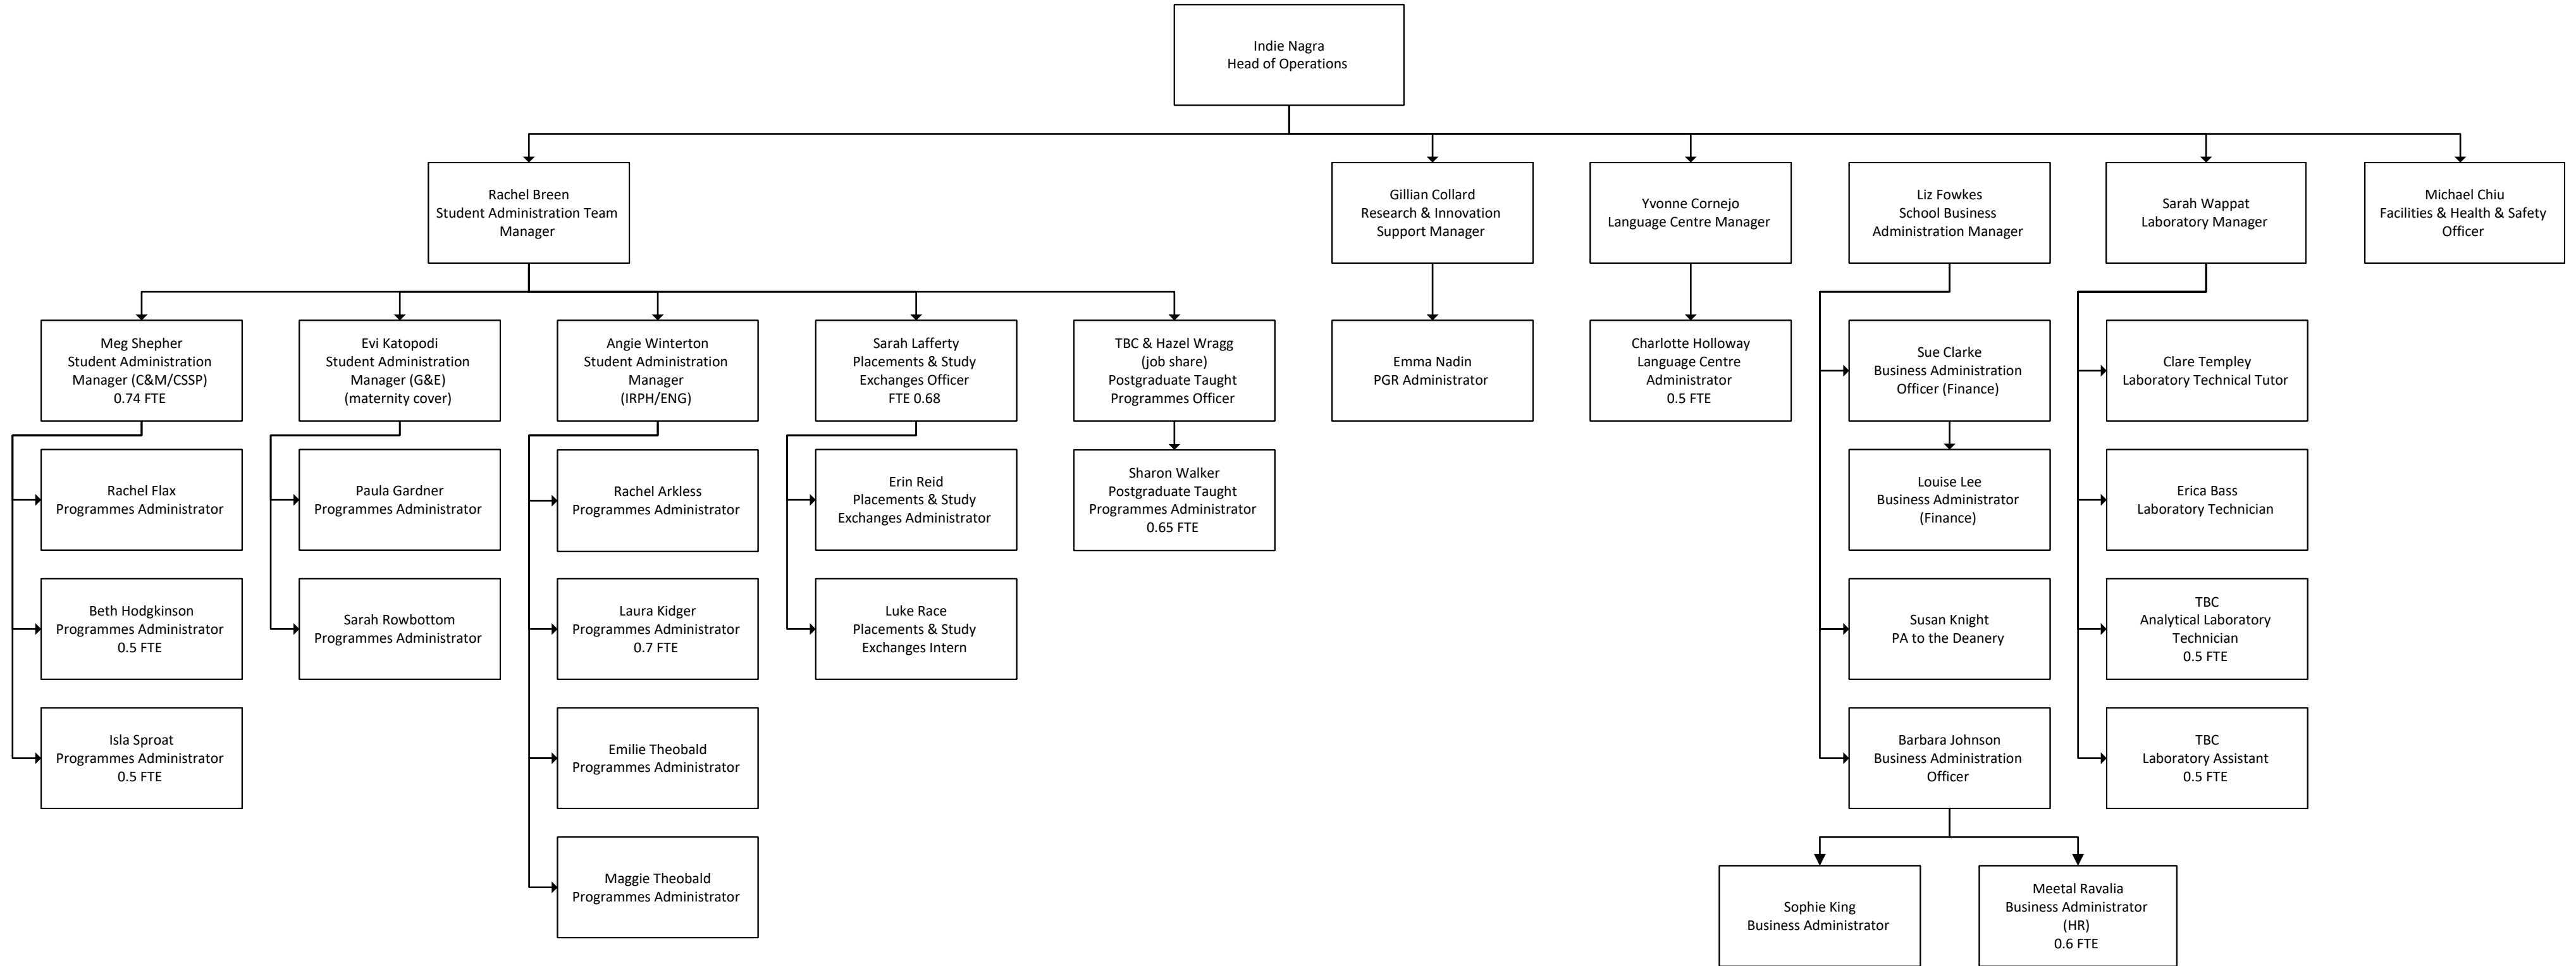 Indie Nagra
Head of Operations
Rachel Breen
Student Administration Team
Manager
Gillian Collard
Research & Innovation
Support Manager
Yvonne Cornejo
Language Centre Manager
Liz Fowkes
School Business
Administration Manager
Sarah Wappat
Laboratory Manager
Michael Chiu
Facilities & Health & Safety
Officer
Meg Shepher
Student Administration
Manager (C&M/CSSP)
0.74 FTE
Evi Katopodi
Student Administration
Manager (G&E)
(maternity cover)
Angie Winterton
Student Administration
Manager
(IRPH/ENG)
Sarah Lafferty
Placements & Study
Exchanges Officer
FTE 0.68
TBC & Hazel Wragg
(job share)
Postgraduate Taught
Programmes Officer
Emma Nadin
PGR Administrator
Charlotte Holloway
Language Centre
Administrator
0.5 FTE
Sue Clarke
Business Administration
Officer (Finance)
Clare Templey
Laboratory Technical Tutor
Rachel Flax
Programmes Administrator
Paula Gardner
Programmes Administrator
Rachel Arkless
Programmes Administrator
Erin Reid
Placements & Study
Exchanges Administrator
Sharon Walker
Postgraduate Taught
Programmes Administrator
0.65 FTE
Louise Lee
Business Administrator
(Finance)
Erica Bass
Laboratory Technician
Beth Hodgkinson
Programmes Administrator
0.5 FTE
Sarah Rowbottom
Programmes Administrator
Laura Kidger
Programmes Administrator
0.7 FTE
Luke Race
Placements & Study
Exchanges Intern
Susan Knight
PA to the Deanery
TBC
Analytical Laboratory
Technician
0.5 FTE
Isla Sproat
Programmes Administrator
0.5 FTE
Emilie Theobald
Programmes Administrator
Barbara Johnson
Business Administration
Officer
TBC
Laboratory Assistant
0.5 FTE
Maggie Theobald
Programmes Administrator
Sophie King
Business Administrator
Meetal Ravalia
Business Administrator
(HR)
0.6 FTE